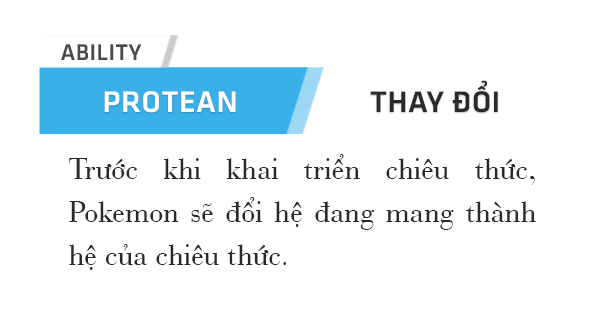 ABILITY
PROTEAN
THAY ĐỔI
Trước khi khai triển chiêu thức,
Pokemon sẽ đổi hệ đang mang thành
hệ của chiêu thức.